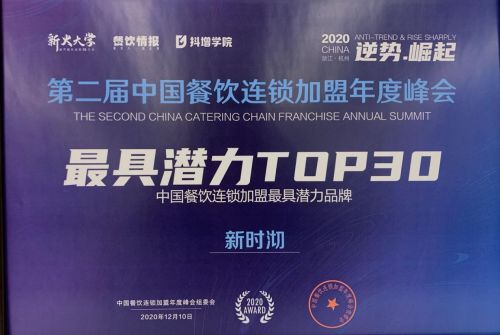 新火大学
餐饮情报
抖增学院
2020 ANTI-TREND & RISE SHARPLY
CHINA 逆势.崛起
浙江·杭州
第二届中国餐饮连锁加盟年度峰会
THE SECOND CHINA CATERING CHAIN FRANCHISE ANNUAL SUMMIT
最具潜力TOP30
中国餐饮连锁加盟最具潜力品牌
新时沏
中国餐饮连锁加盟年度峰会组委会
2020年12月10日
2020
AWARD